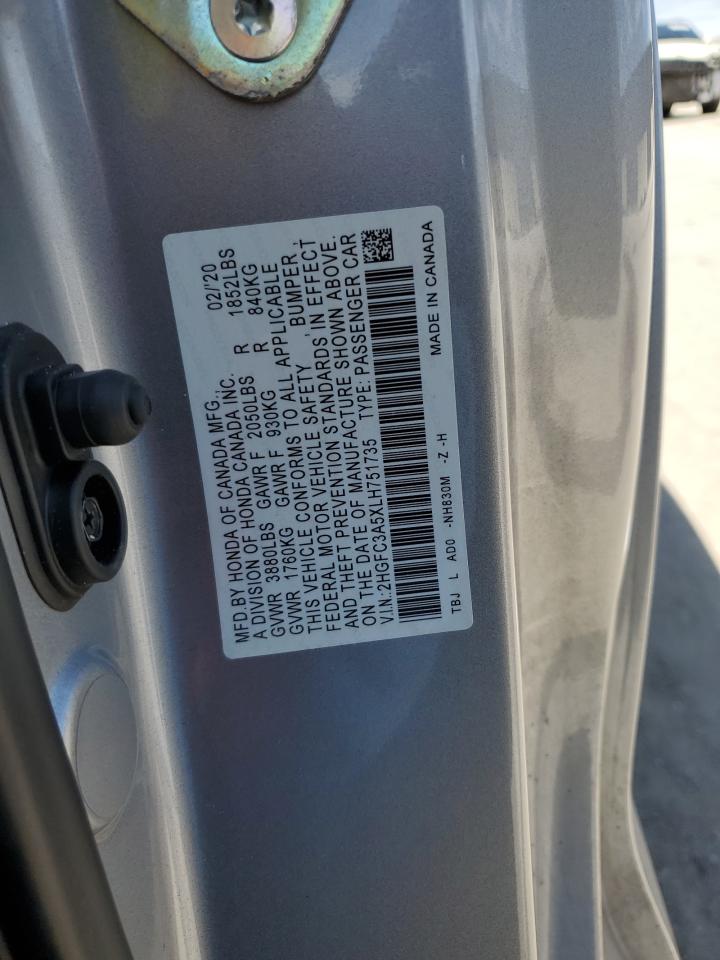 MFD.BY HONDA OF CANADA MFG., 02/'20
A DIVISION OF HONDA CANADA INC.
GVWR 3880LBS GAWR F 2050LBS R 1852LBS
GVWR 1760KG GAWR F 930KG R 840KG
THIS VEHICLE CONFORMS TO ALL APPLICABLE
FEDERAL MOTOR VEHICLE SAFETY , BUMPER ,
AND THEFT PREVENTION STANDARDS IN EFFECT
ON THE DATE OF MANUFACTURE SHOWN ABOVE.
V.I.N.:2HGFC3A5XLH751735 TYPE: PASSENGER CAR
TBJ L AD0 -NH830M -Z -H MADE IN CANADA